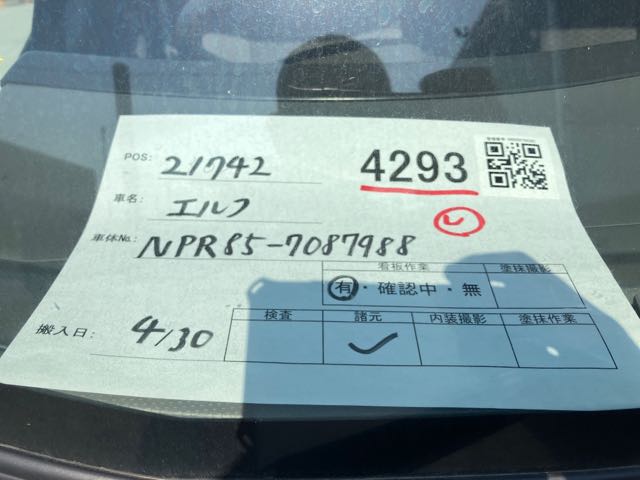 POS: 21742
4293
車名: エルフ
レ
車体No.: NPR85-7087988
看板作業 塗抹撮影
有・確認中・無
搬入日: 4/30
検査 諸元 内装撮影 塗抹作業